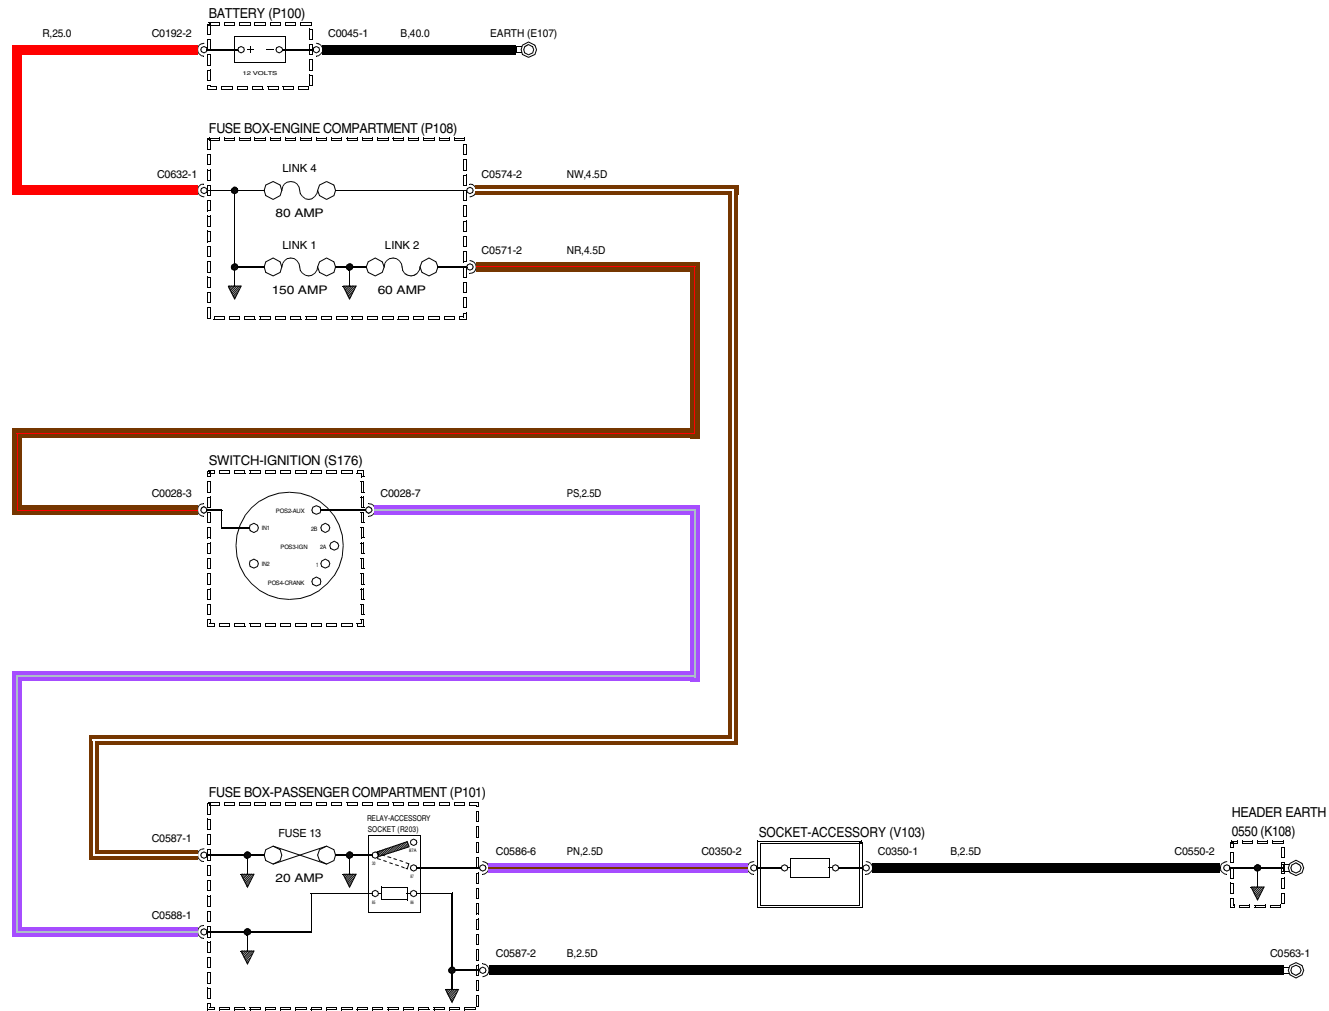 BATTERY (P100)
R,25.0
C0192-2
C0045-1
B,40.0
EARTH (E107)
+ −
12 VOLTS
FUSE BOX-ENGINE COMPARTMENT (P108)
C0632-1
LINK 4
80 AMP
C0574-2
NW,4.5D
LINK 1
LINK 2
150 AMP
60 AMP
C0571-2
NR,4.5D
SWITCH-IGNITION (S176)
C0028-3
C0028-7
PS,2.5D
POS2-AUX
IN1
2B
POS3-IGN
2A
IN2
1
POS4-CRANK
FUSE BOX-PASSENGER COMPARTMENT (P101)
RELAY-ACCESSORY
SOCKET (R203)
C0587-1
FUSE 13
20 AMP
87A
30
87
85
86
C0586-6
PN,2.5D
C0350-2
SOCKET-ACCESSORY (V103)
C0350-1
B,2.5D
C0550-2
HEADER EARTH
0550 (K108)
C0588-1
C0587-2
B,2.5D
C0563-1